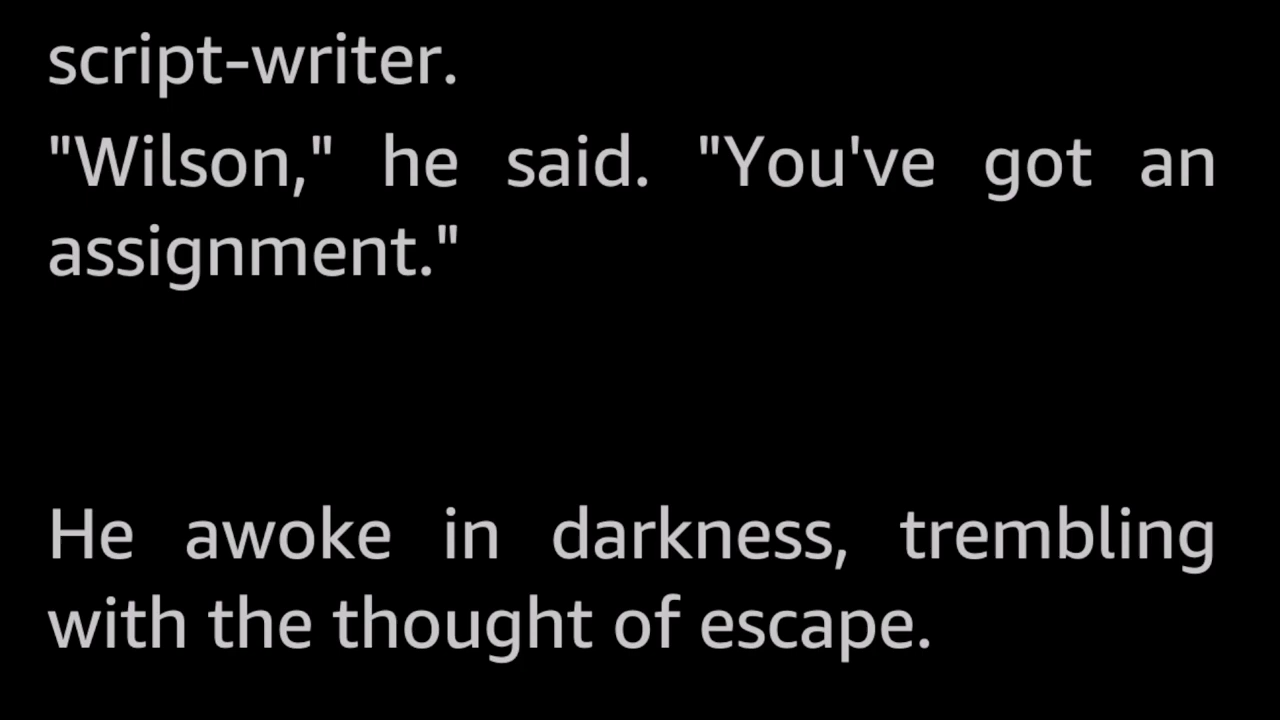 script-writer.
"Wilson," he said. "You've got an
assignment."
He awoke in darkness, trembling
with the thought of escape.